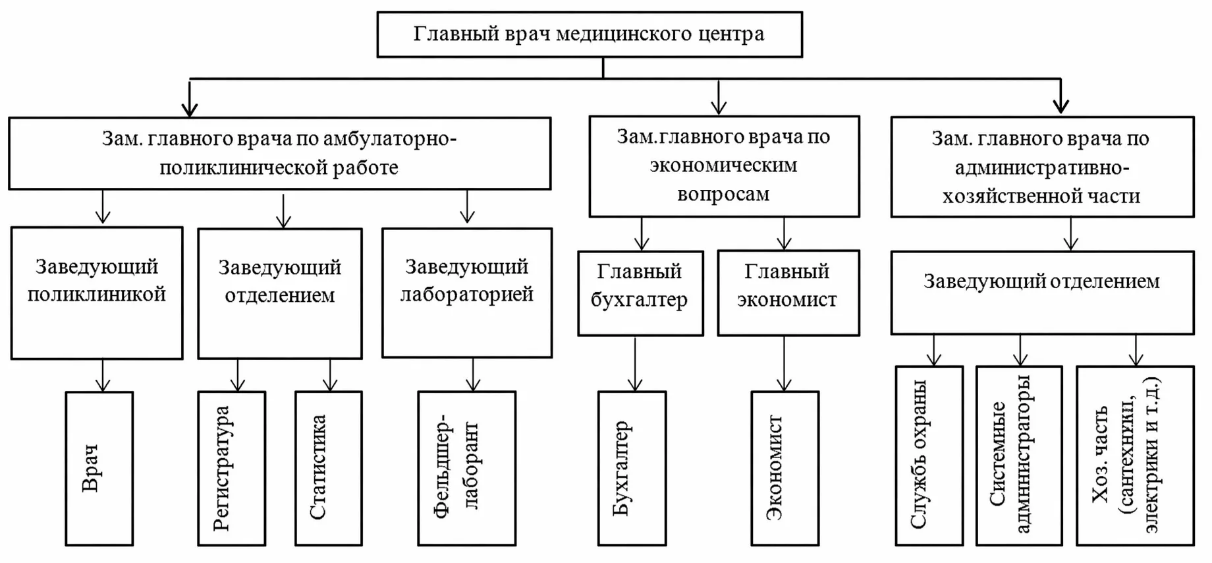 Главный врач медицинского центра
Зам. главного врача по амбулаторно-
поликлинической работе
Зам.главного врача по
экономическим
вопросам
Зам. главного врача по
административно-
хозяйственной части
Заведующий
поликлиникой
Заведующий
отделением
Заведующий
лабораторией
Главный
бухгалтер
Главный
экономист
Заведующий отделением
Врач
Регистратура
Статистика
Фельдшер-
лаборант
Бухгалтер
Экономист
Службь охраны
Системные
адмннистраторы
Хоз. часть
(сантехники,
электрики и т.д.)